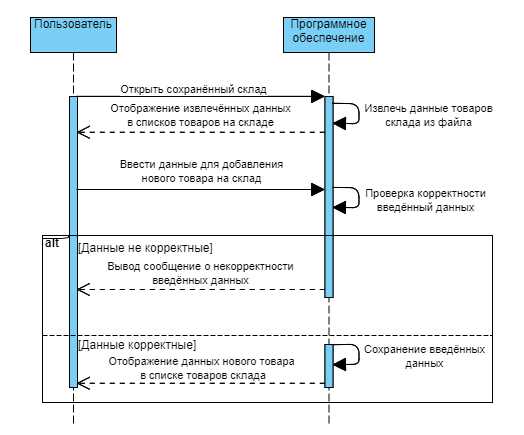 Пользователь
Программное
обеспечение
Открыть сохранённый склад
Отображение извлечённых данных
в списков товаров на складе
Извлечь данные товаров
склада из файла
Ввести данные для добавления
нового товара на склад
Проверка корректности
введённый данных
alt
[Данные не корректные]
Вывод сообщение о некорректности
введённых данных
[Данные корректные]
Отображение данных нового товара
в списке товаров склада
Сохранение введённых
данных